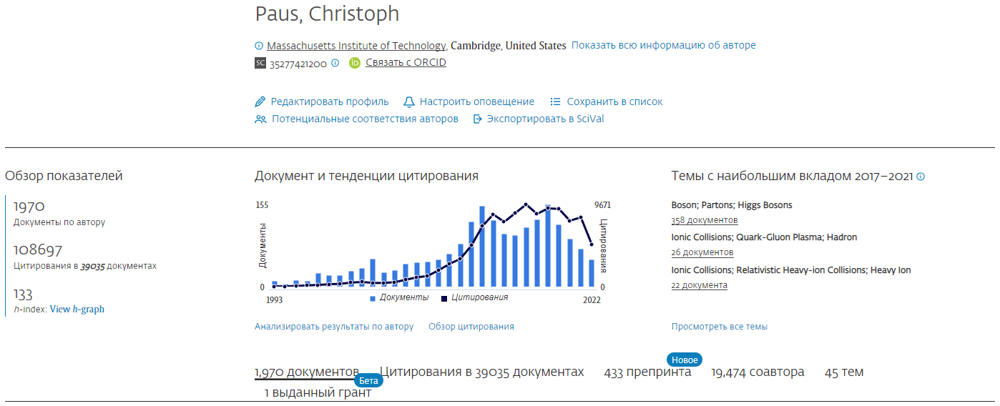 Paus, Christoph
Massachusetts Institute of Technology, Cambridge, United States Показать всю информацию об авторе
SC 35277421200 iD Связать с ORCID
Редактировать профиль Настроить оповещение Сохранить в список
Потенциальные соответствия авторов Экспортировать в SciVal
Обзор показателей
1970
Документы по автору
108697
Цитирования в 39035 документах
133
h-index: View h-graph
Документ и тенденции цитирования
155
9671
Документы
Цитирования
0
0
1993
2022
Документы Цитирования
Анализировать результаты по автору Обзор цитирования
Темы с наибольшим вкладом 2017–2021
Boson; Partons; Higgs Bosons
358 документов
Ionic Collisions; Quark-Gluon Plasma; Hadron
26 документов
Ionic Collisions; Relativistic Heavy-ion Collisions; Heavy Ion
22 документа
Просмотреть все темы
Новое
1,970 документов Цитирования в 39035 документах 433 препринта 19,474 соавтора 45 тем
Бета
1 выданный грант